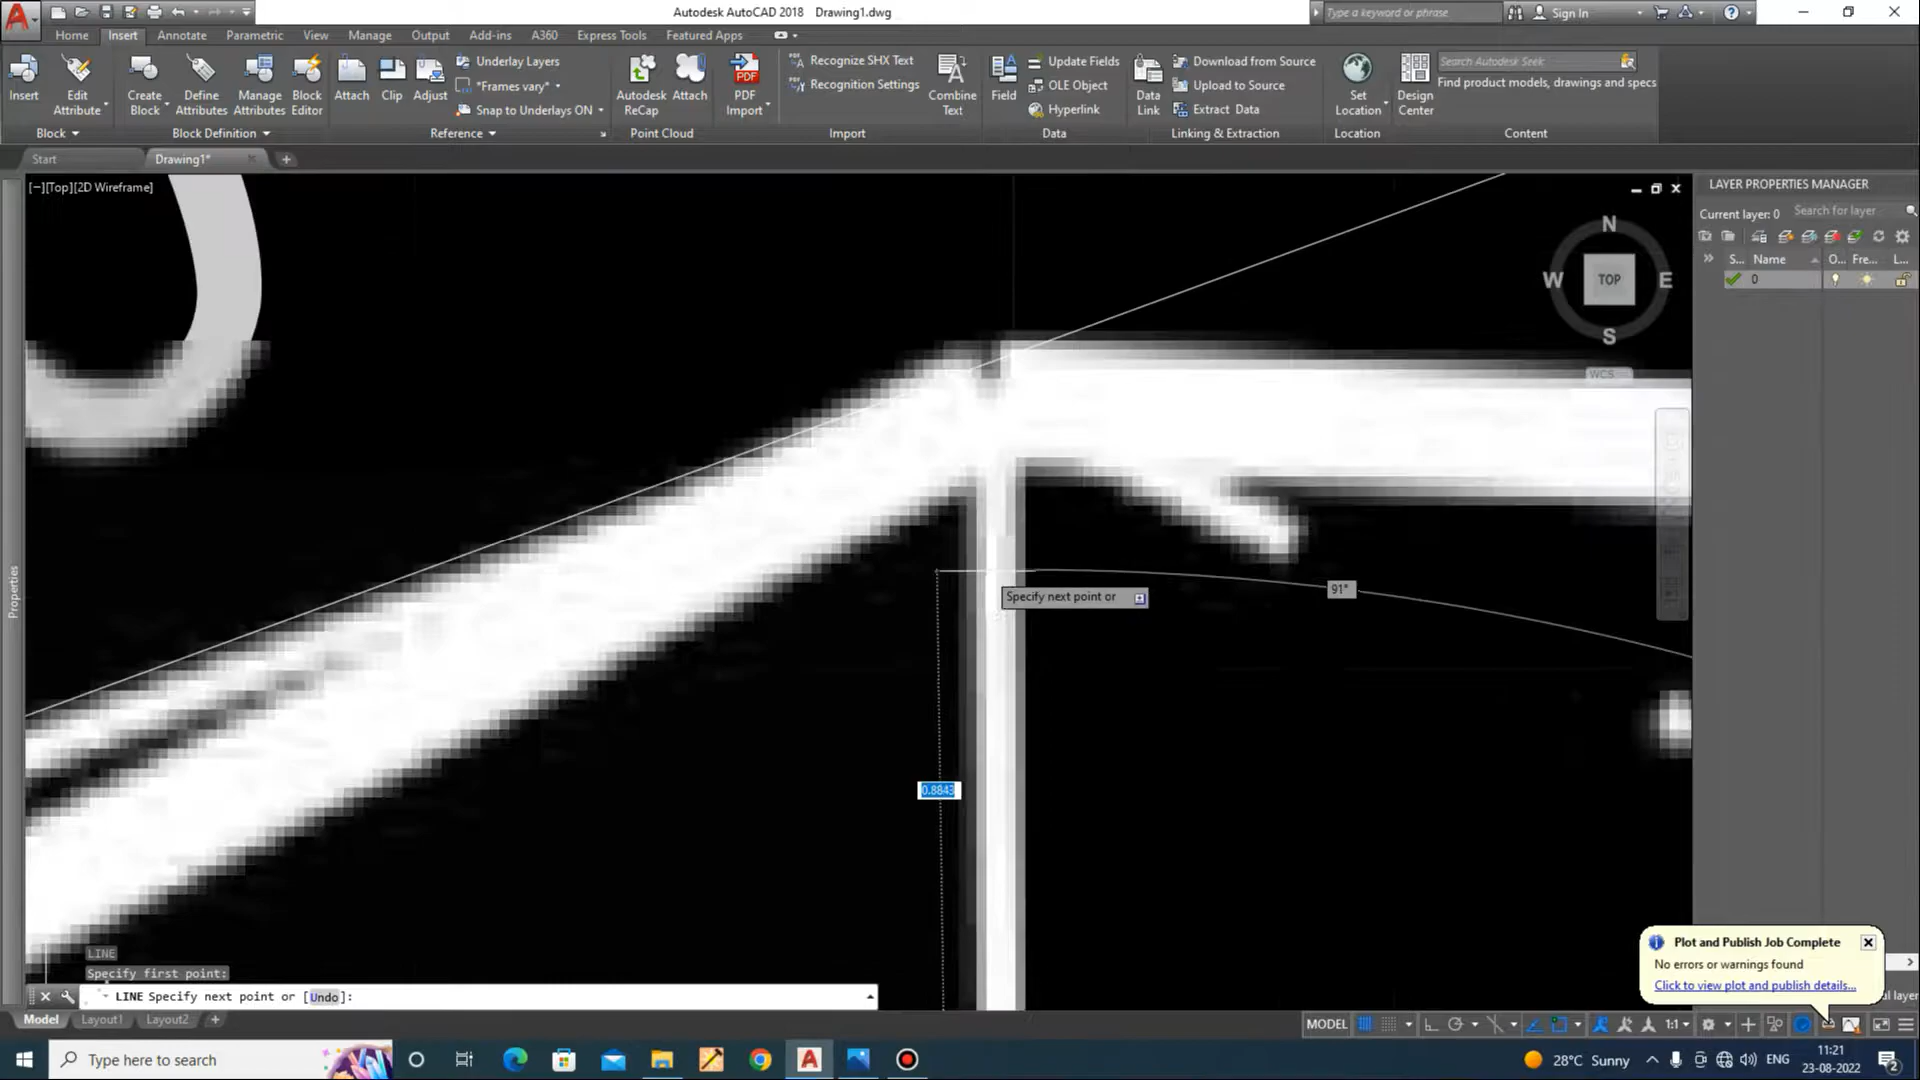 Autodesk AutoCAD 2018 Drawing1.dwg
Type a keyword or phrase
Sign In
Home Insert Annotate Parametric View Manage Output Add-ins A360 Express Tools Featured Apps
Insert
Edit Attribute
Create Block
Define Attributes
Manage Attributes
Block Editor
Attach
Clip
Adjust
Underlay Layers
*Frames vary*
Snap to Underlays ON
Autodesk ReCap
Attach
PDF Import
Recognize SHX Text
Recognition Settings
Combine Text
Field
Update Fields
OLE Object
Hyperlink
Data Link
Download from Source
Upload to Source
Extract Data
Set Location
Design Center
Search Autodesk Seek
Find product models, drawings and specs
Block
Block Definition
Reference
Point Cloud
Import
Data
Linking & Extraction
Location
Content
Start
Drawing1*
[−][Top][2D Wireframe]
LAYER PROPERTIES MANAGER
Current layer: 0
Search for layer
S... Name O... Fre... L...
0
N
W TOP E
S
WCS
Properties
91°
Specify next point or
0.8843
LINE
Specify first point:
LINE Specify next point or [Undo]:
Plot and Publish Job Complete
No errors or warnings found
Click to view plot and publish details...
Model Layout1 Layout2
MODEL
1:1
Type here to search
28°C Sunny
ENG
11:21
23-08-2022
2